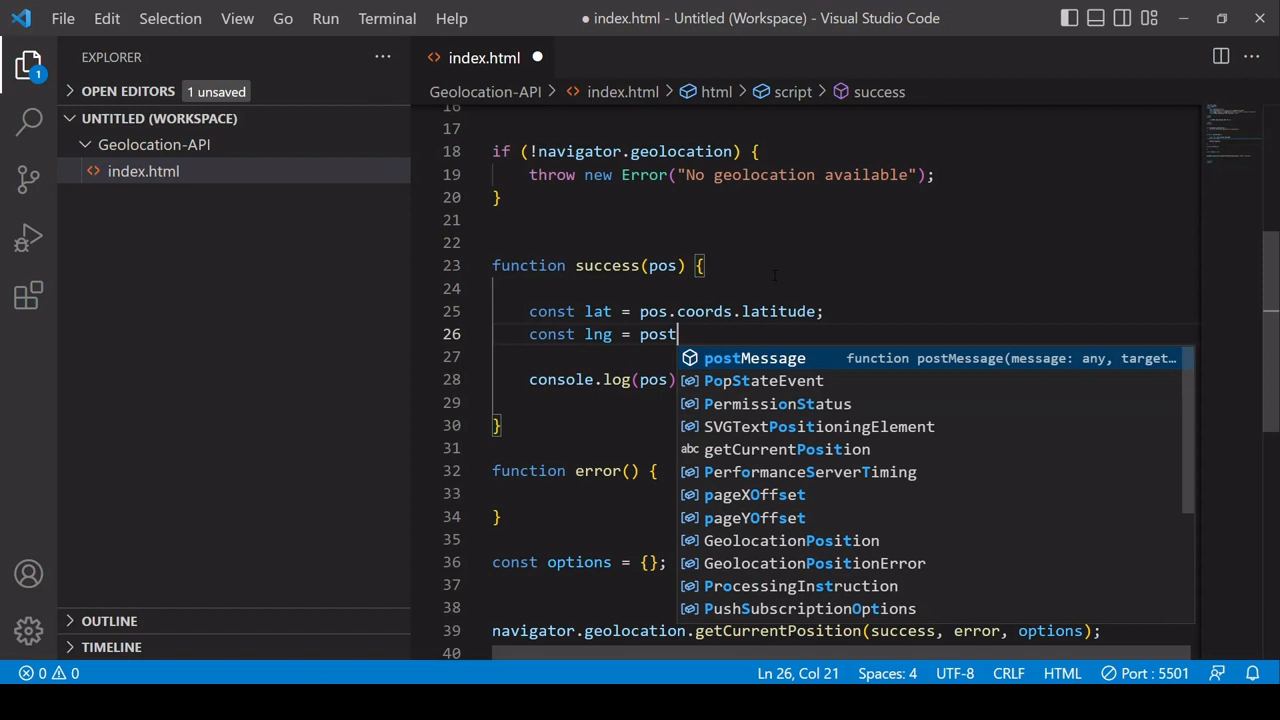 File Edit Selection View Go Run Terminal Help ● index.html - Untitled (Workspace) - Visual Studio Code
EXPLORER ...
1
OPEN EDITORS 1 unsaved
UNTITLED (WORKSPACE)
Geolocation-API
index.html
OUTLINE
TIMELINE
index.html
Geolocation-API > index.html > html > script > success
16
17
18 if (!navigator.geolocation) {
19 throw new Error("No geolocation available");
20 }
21
22
23 function success(pos) {
24
25 const lat = pos.coords.latitude;
26 const lng = post
27
28 console.log(pos)
29
30 }
31
32 function error() {
33
34 }
35
36 const options = {};
37
38
39 navigator.geolocation.getCurrentPosition(success, error, options);
40
postMessage function postMessage(message: any, target…
PopStateEvent
PermissionStatus
SVGTextPositioningElement
abc getCurrentPosition
PerformanceServerTiming
pageXOffset
pageYOffset
GeolocationPosition
GeolocationPositionError
ProcessingInstruction
PushSubscriptionOptions
0 0 Ln 26, Col 21 Spaces: 4 UTF-8 CRLF HTML Port : 5501